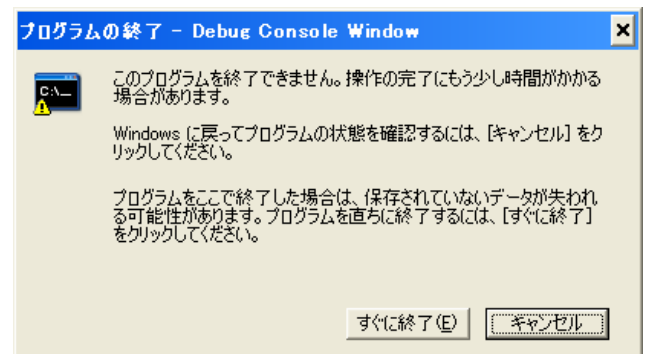 プログラムの終了 - Debug Console Window
C:\_
このプログラムを終了できません。操作の完了にもう少し時間がかかる
場合があります。
Windows に戻ってプログラムの状態を確認するには、[キャンセル] をク
リックしてください。
プログラムをここで終了した場合は、保存されていないデータが失われ
る可能性があります。プログラムを直ちに終了するには、[すぐに終了]
をクリックしてください。
すぐに終了(E)
キャンセル